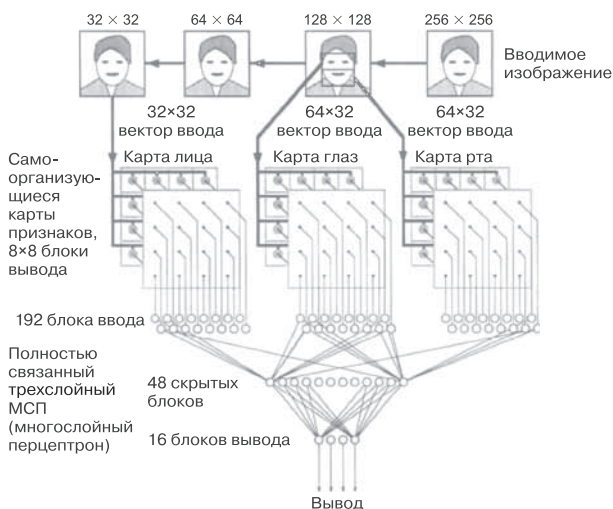 32 × 32
64 × 64
128 × 128
256 × 256
Вводимое
изображение
32×32
вектор ввода
64×32
вектор ввода
64×32
вектор ввода
Само-
организую-
щиеся
карты
признаков,
8×8 блоки
вывода
Карта лица
Карта глаз
Карта рта
192 блока ввода
Полностью
связанный
трехслойный
МСП
(многослойный
перцептрон)
48 скрытых
блоков
16 блоков вывода
Вывод